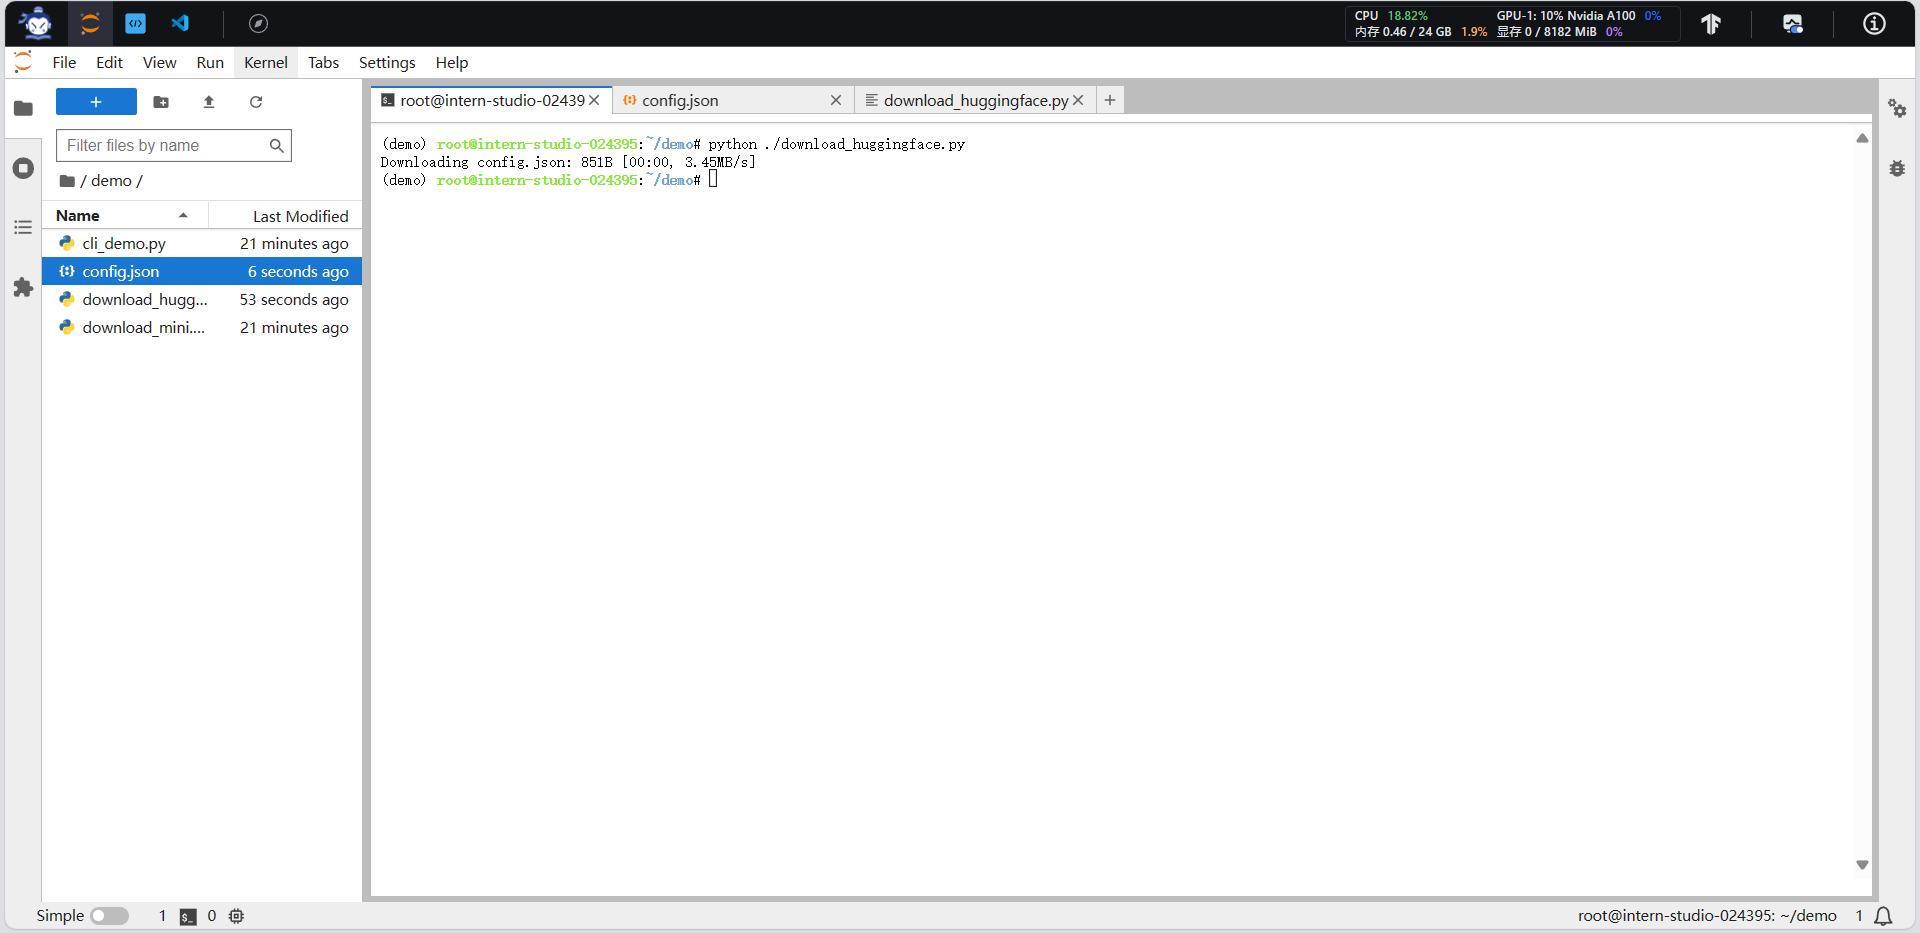 CPU 18.82% GPU-1: 10% Nvidia A100 0%
内存 0.46 / 24 GB 1.9% 显存 0 / 8182 MiB 0%
File Edit View Run Kernel Tabs Settings Help
+
root@intern-studio-02439 config.json download_huggingface.py
Filter files by name
/ demo /
Name Last Modified
cli_demo.py 21 minutes ago
config.json 6 seconds ago
download_hugg... 53 seconds ago
download_mini.... 21 minutes ago
(demo) root@intern-studio-024395:~/demo# python ./download_huggingface.py
Downloading config.json: 851B [00:00, 3.45MB/s]
(demo) root@intern-studio-024395:~/demo#
Simple 1 $_ 0 root@intern-studio-024395: ~/demo 1